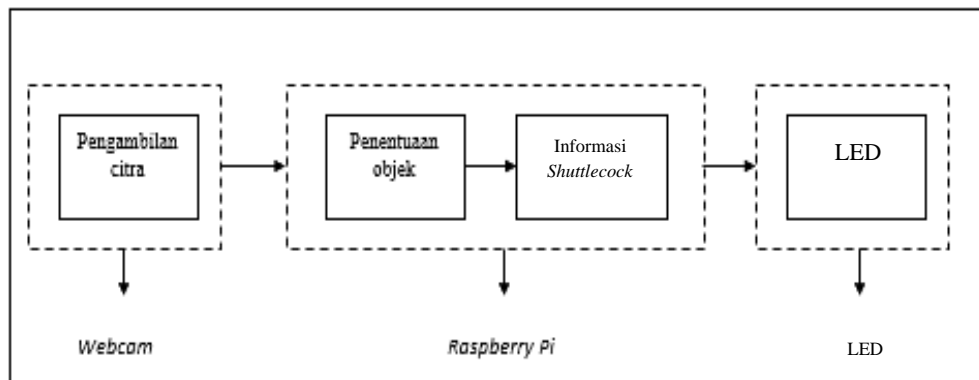 Pengambilan
citra
Penentuaan
objek
Informasi
Shuttlecock
LED
Webcam
Raspberry Pi
LED